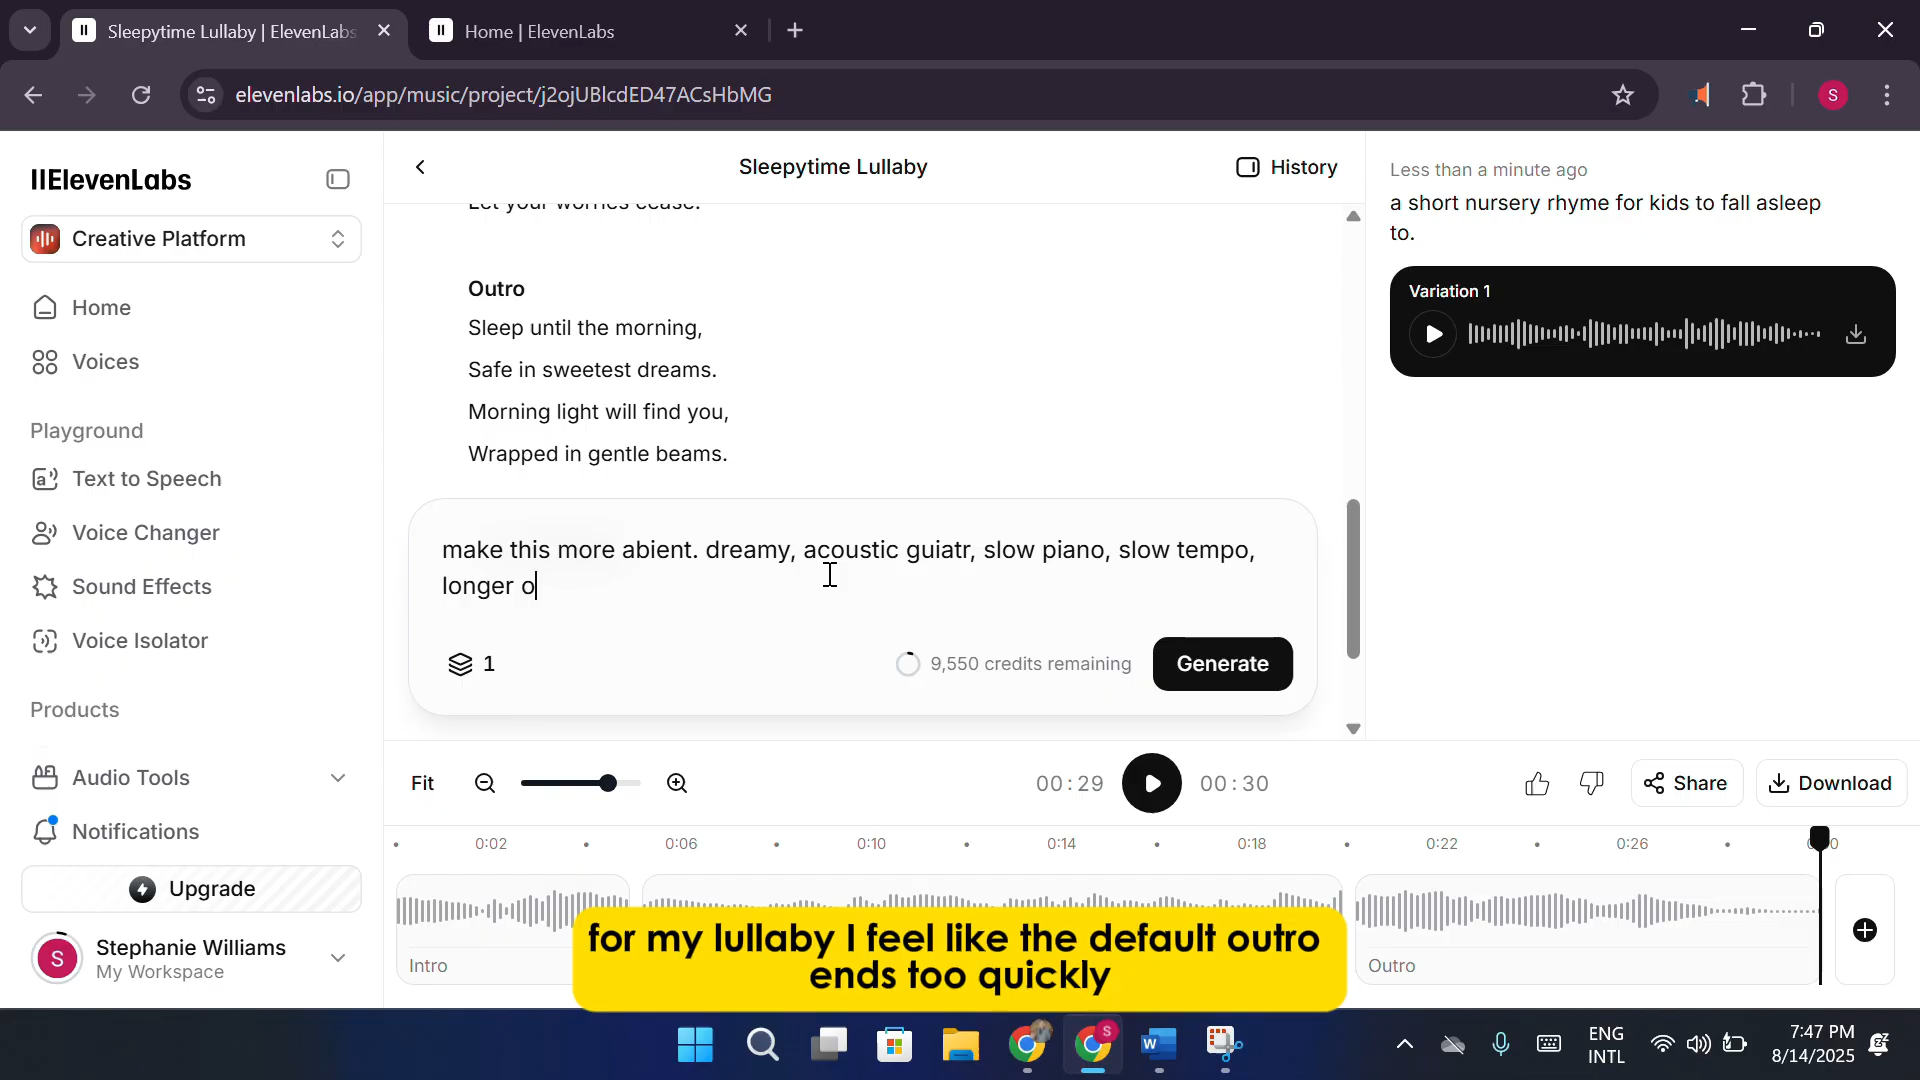 Sleepytime Lullaby | ElevenLabs
Home | ElevenLabs
elevenlabs.io/app/music/project/j2ojUBlcdED47ACsHbMG
S
IIElevenLabs
Creative Platform
Home
Voices
Playground
Text to Speech
Voice Changer
Sound Effects
Voice Isolator
Products
Audio Tools
Notifications
Upgrade
S
Stephanie Williams
My Workspace
Sleepytime Lullaby
History
Let your worries cease.
Outro
Sleep until the morning,
Safe in sweetest dreams.
Morning light will find you,
Wrapped in gentle beams.
make this more abient. dreamy, acoustic guiatr, slow piano, slow tempo,
longer o
1
9,550 credits remaining
Generate
Less than a minute ago
a short nursery rhyme for kids to fall asleep
to.
Variation 1
Fit
00:29
00:30
Share
Download
0:02
0:06
0:10
0:14
0:18
0:22
0:26
Intro
Outro
for my lullaby I feel like the default outro
ends too quickly
S
W
ENG
INTL
7:47 PM
8/14/2025